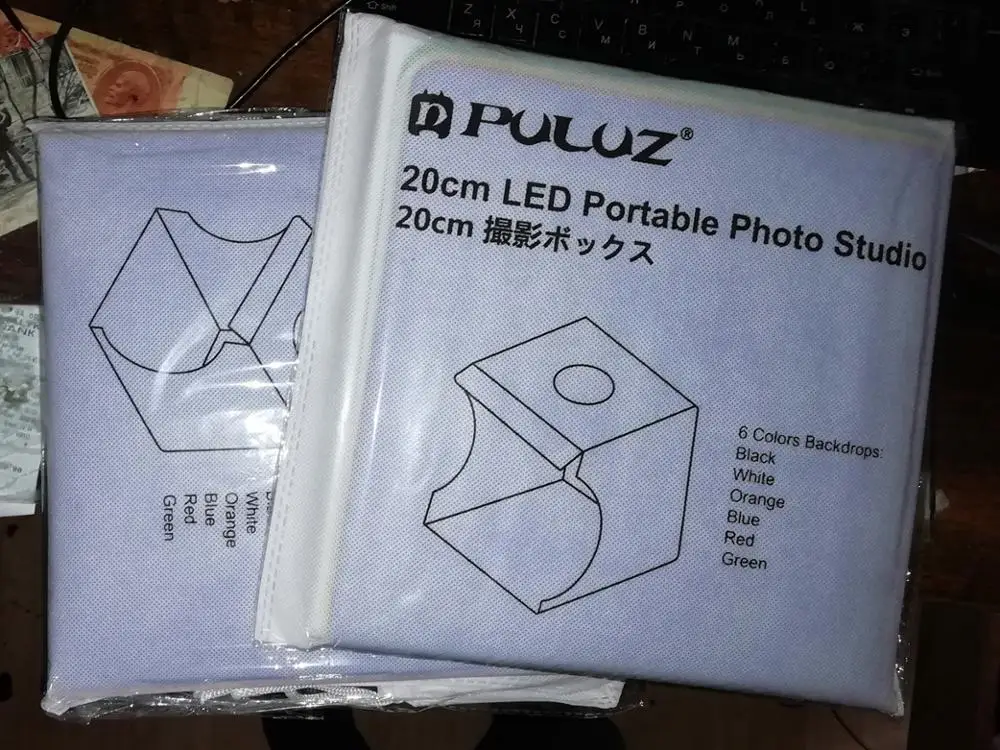 PULUZ®
20cm LED Portable Photo Studio
20cm 撮影ボックス
6 Colors Backdrops:
Black
White
Orange
Blue
Red
Green
White
Orange
Blue
Red
Green
Shift
Z Я
X Ч
C С
V М
B И
N Т
M Ь